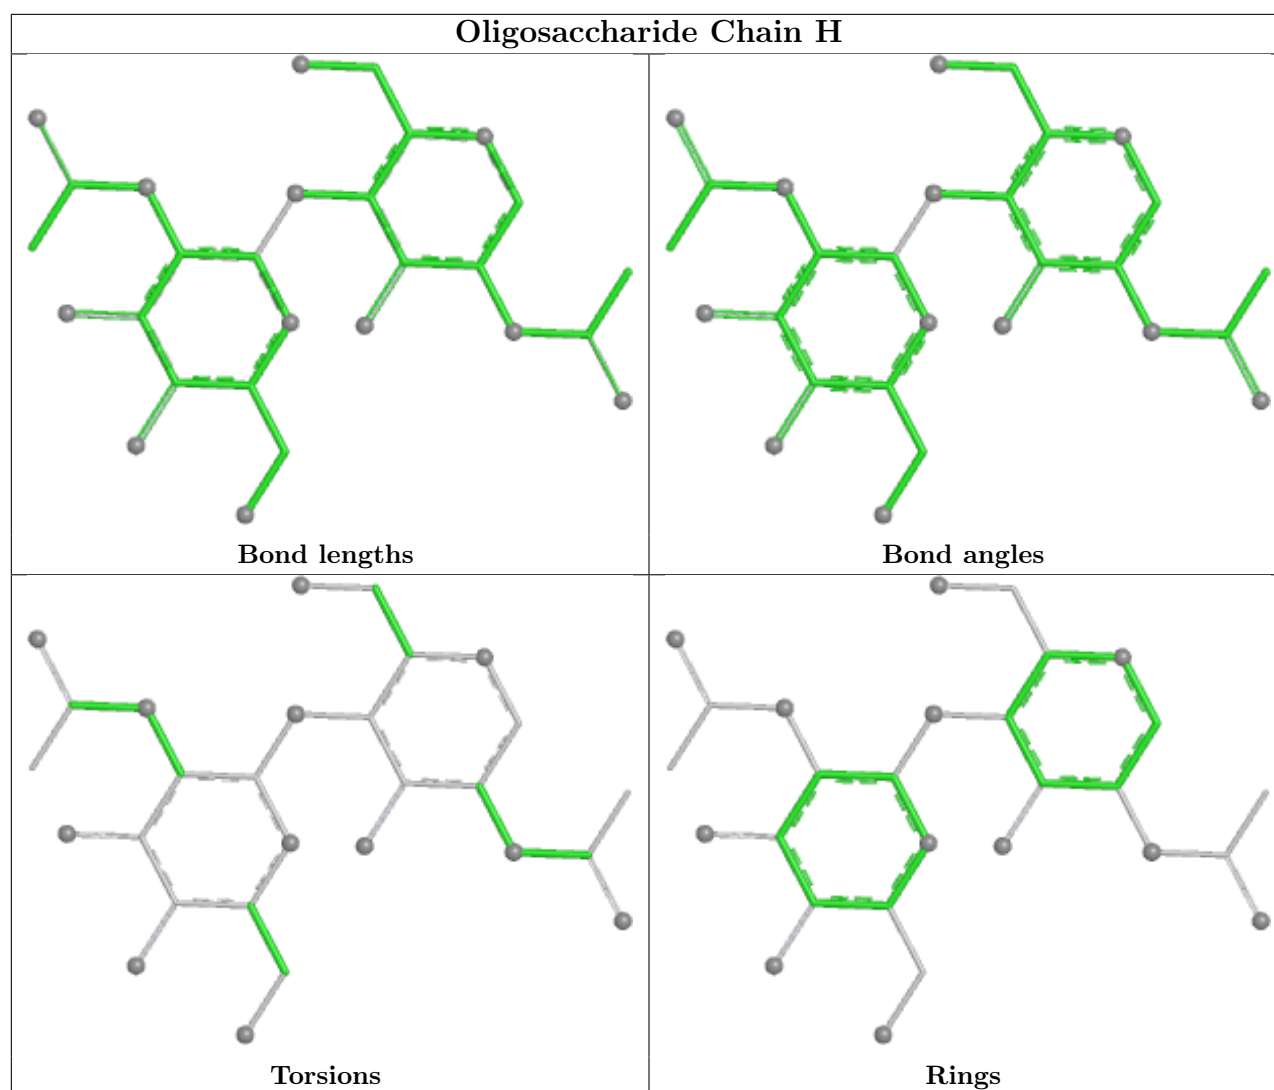 Oligosaccharide Chain H
Bond lengths
Bond angles
Torsions
Rings